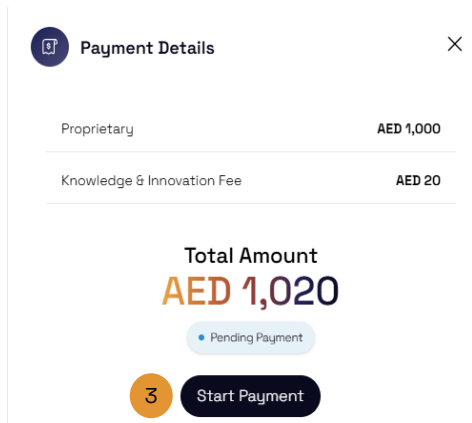 Payment Details
Proprietary AED 1,000
Knowledge & Innovation Fee AED 20
Total Amount
AED 1,020
Pending Payment
3 Start Payment